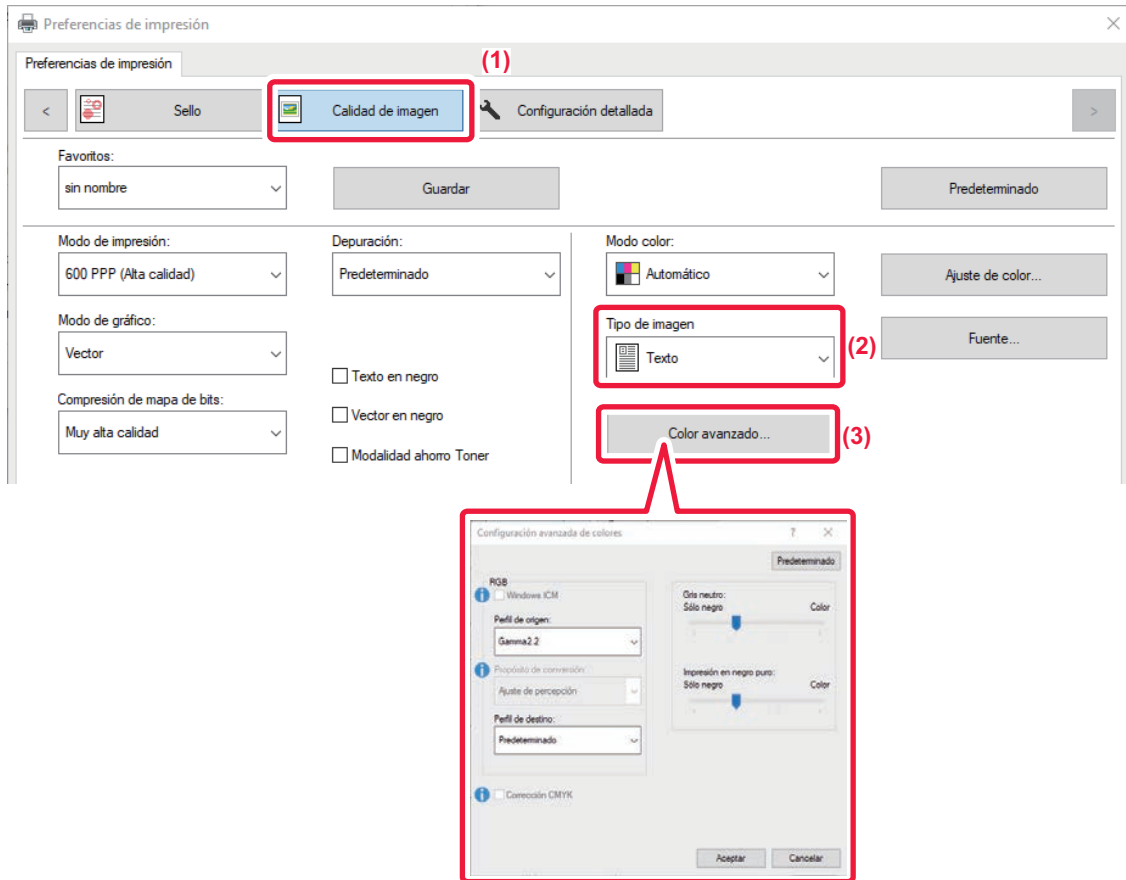 Preferencias de impresión
Preferencias de impresión
(1)
< Sello Calidad de imagen Configuración detallada >
Favoritos:
sin nombre Guardar Predeterminado
Modo de impresión: Depuración: Modo color:
600 PPP (Alta calidad) Predeterminado Automático Ajuste de color...
Modo de gráfico: Tipo de imagen
Vector Texto (2) Fuente...
Texto en negro
Compresión de mapa de bits:
Vector en negro
Muy alta calidad Color avanzado... (3)
Modalidad ahorro Toner
Configuración avanzada de colores ?
Predeterminado
RGB
Windows ICM
Perfil de origen:
Gamma2.2
Propósito de conversión:
Ajuste de percepción
Perfil de destino:
Predeterminado
Corrección CMYK
Gris neutro:
Sólo negro Color
Impresión en negro puro:
Sólo negro Color
Aceptar Cancelar